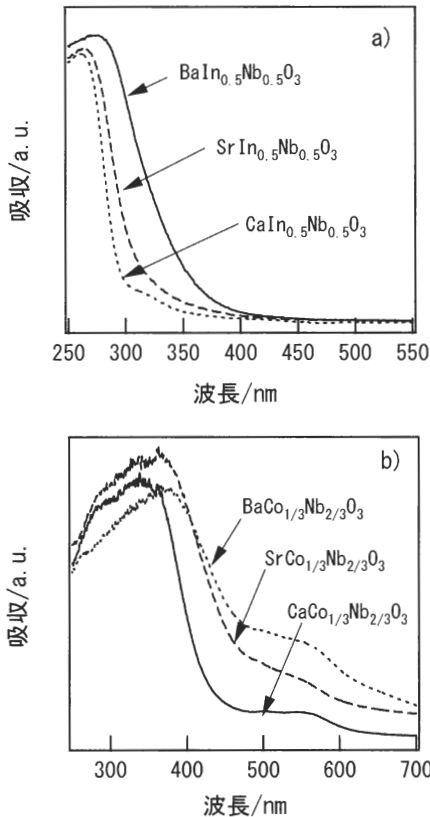 a)
BaIn0.5Nb0.5O3
SrIn0.5Nb0.5O3
CaIn0.5Nb0.5O3
吸収/a.u.
250 300 350 400 450 500 550
波長/nm
b)
BaCo1/3Nb2/3O3
SrCo1/3Nb2/3O3
CaCo1/3Nb2/3O3
吸収/a.u.
300 400 500 600 700
波長/nm